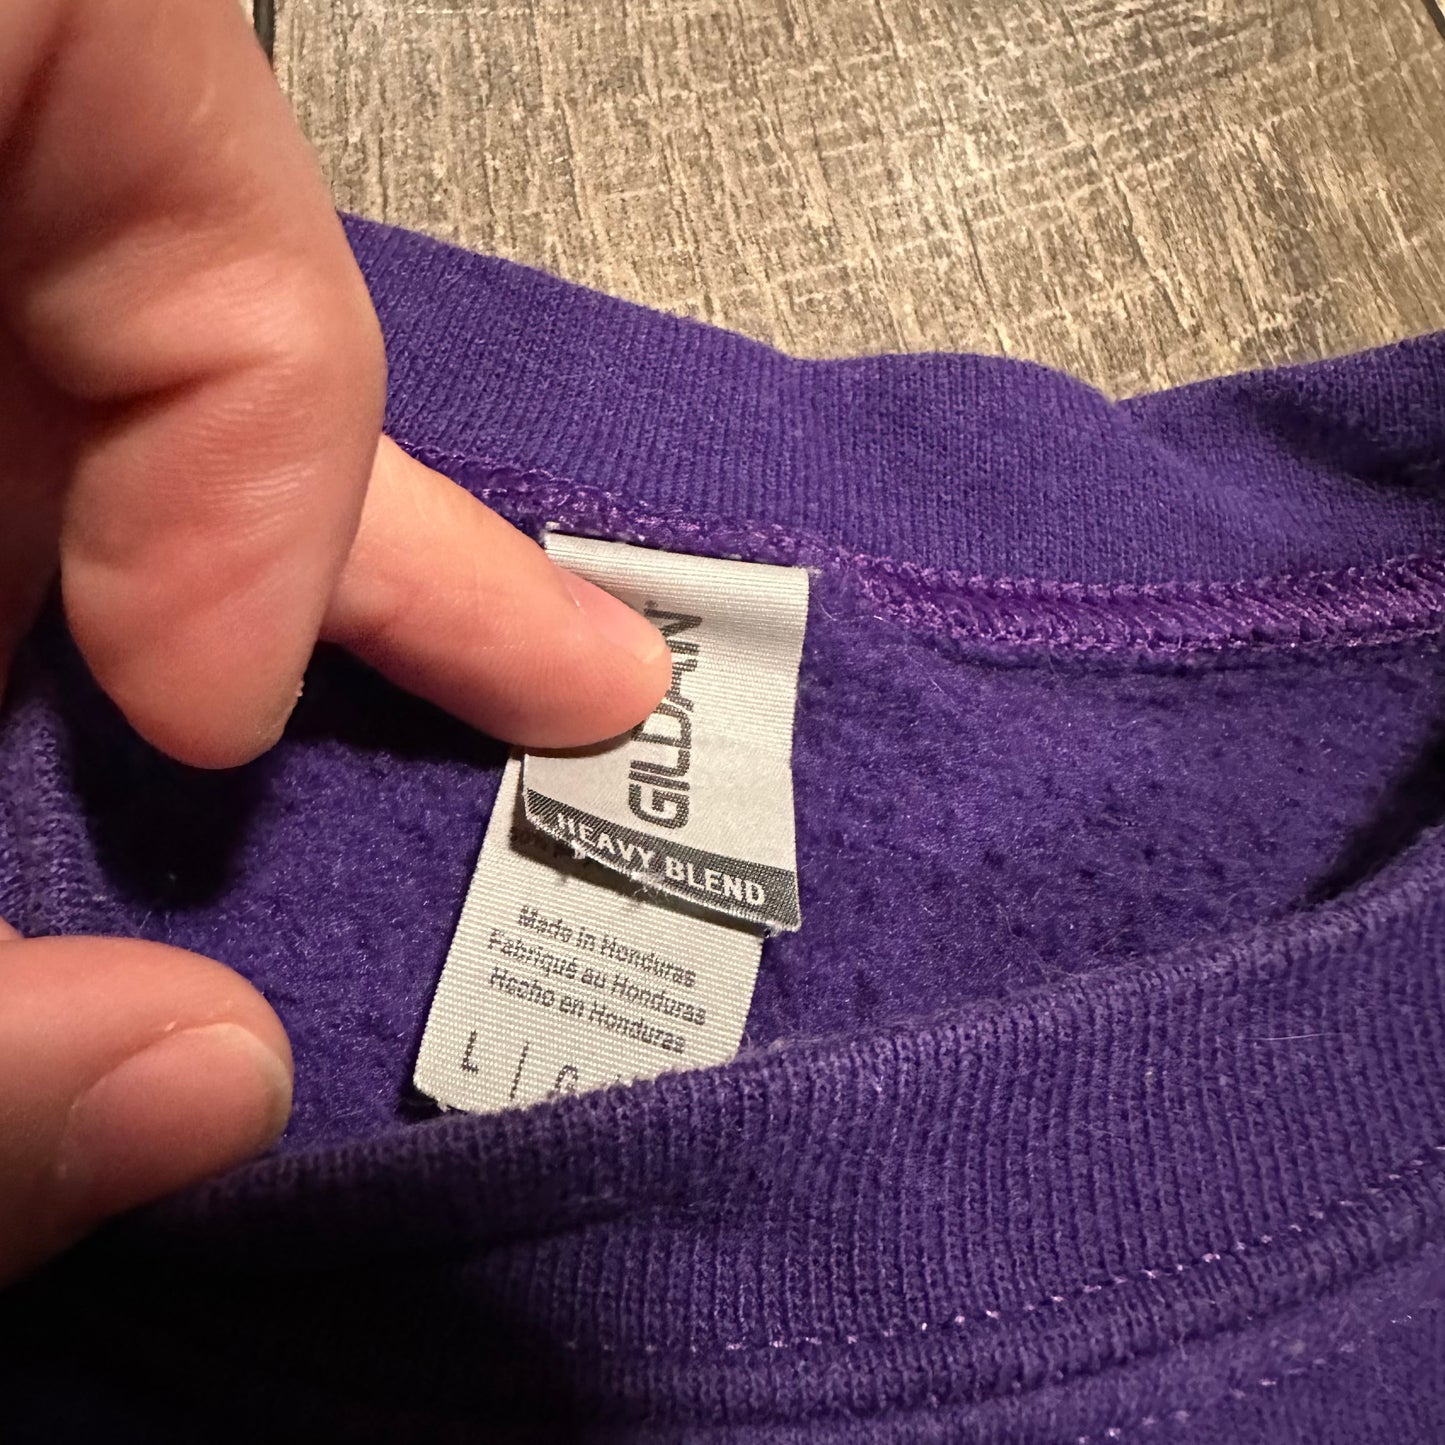 GILDAN
HEAVY BLEND
Made in Honduras
Fabriqué au Honduras
Hecho en Honduras
L | G